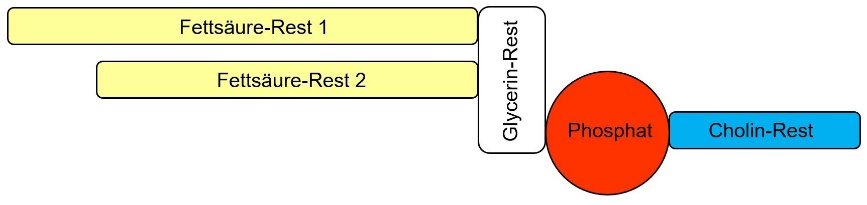 Fettsäure-Rest 1
Fettsäure-Rest 2
Glycerin-Rest
Phosphat
Cholin-Rest